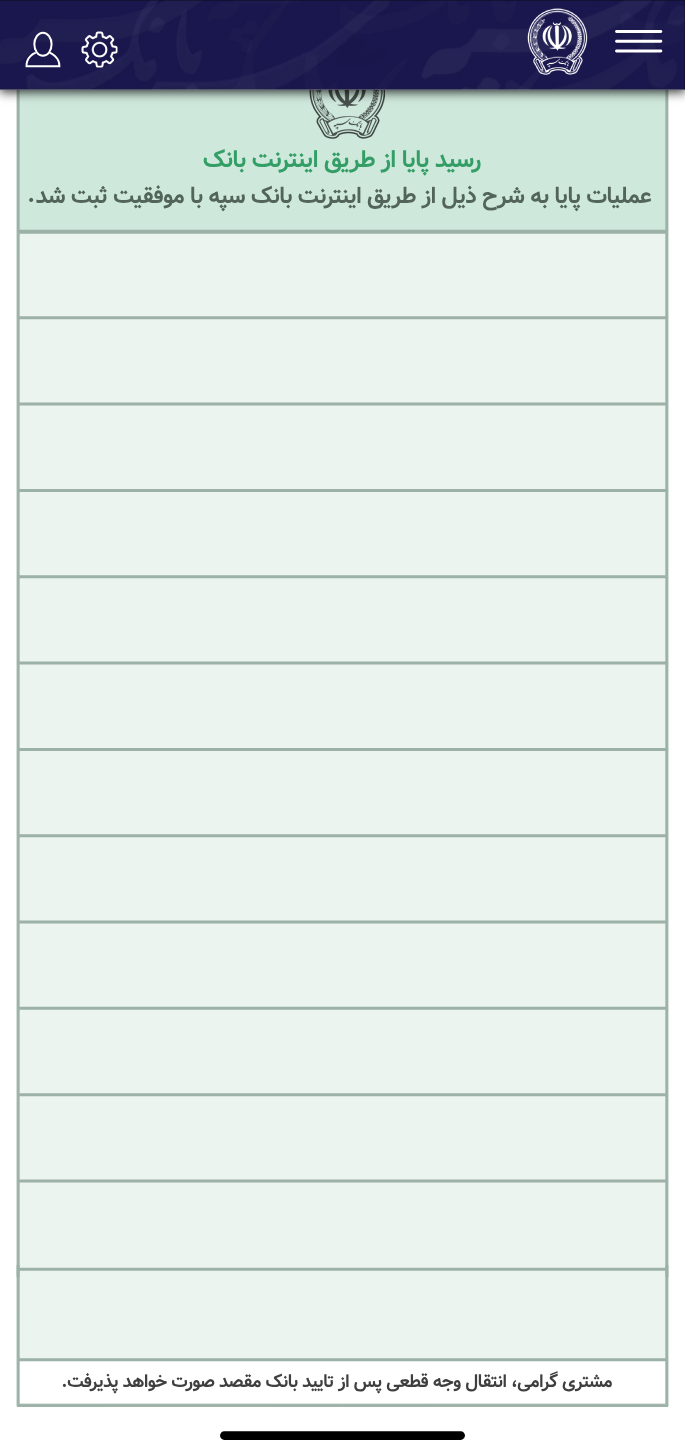 رسید پایا از طریق اینترنت بانک
عملیات پایا به شرح ذیل از طریق اینترنت بانک سپه با موفقیت ثبت شد.
مشتری گرامی، انتقال وجه قطعی پس از تایید بانک مقصد صورت خواهد پذیرفت.